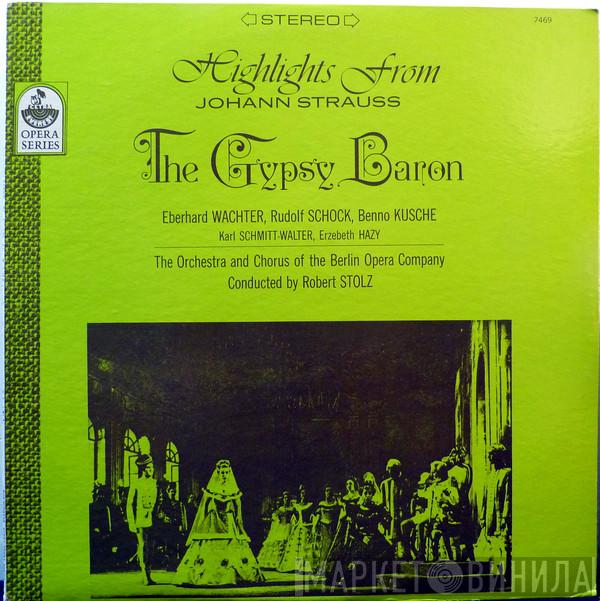 STEREO
7469
Highlights From
JOHANN STRAUSS
EVEREST
OPERA
SERIES
The Gypsy Baron
Eberhard WACHTER, Rudolf SCHOCK, Benno KUSCHE
Karl SCHMITT-WALTER, Erzebeth HAZY
The Orchestra and Chorus of the Berlin Opera Company
Conducted by Robert STOLZ
МАРКЕТ ВИНИЛА